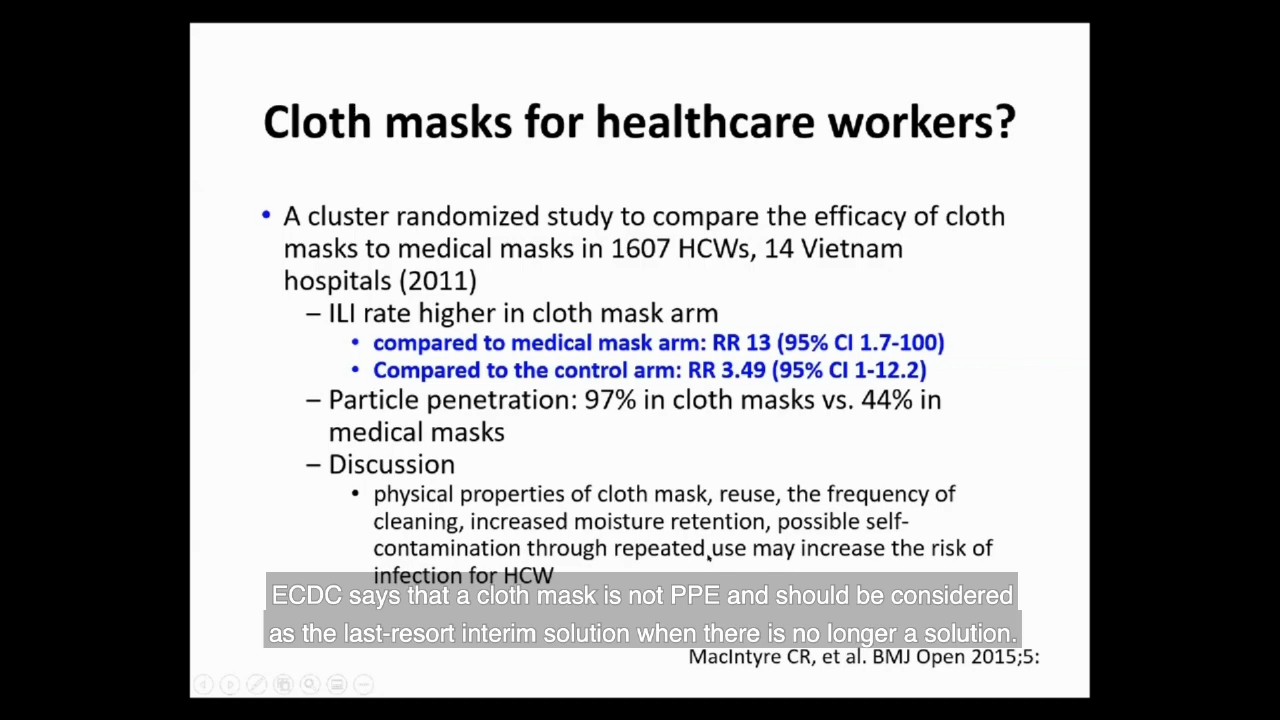 Cloth masks for healthcare workers?
• A cluster randomized study to compare the efficacy of cloth
masks to medical masks in 1607 HCWs, 14 Vietnam
hospitals (2011)
– ILI rate higher in cloth mask arm
• compared to medical mask arm: RR 13 (95% CI 1.7-100)
• Compared to the control arm: RR 3.49 (95% CI 1-12.2)
– Particle penetration: 97% in cloth masks vs. 44% in
medical masks
– Discussion
• physical properties of cloth mask, reuse, the frequency of
cleaning, increased moisture retention, possible self-
contamination through repeated use may increase the risk of
infection for HCW
ECDC says that a cloth mask is not PPE and should be considered
as the last-resort interim solution when there is no longer a solution.
MacIntyre CR, et al. BMJ Open 2015;5: